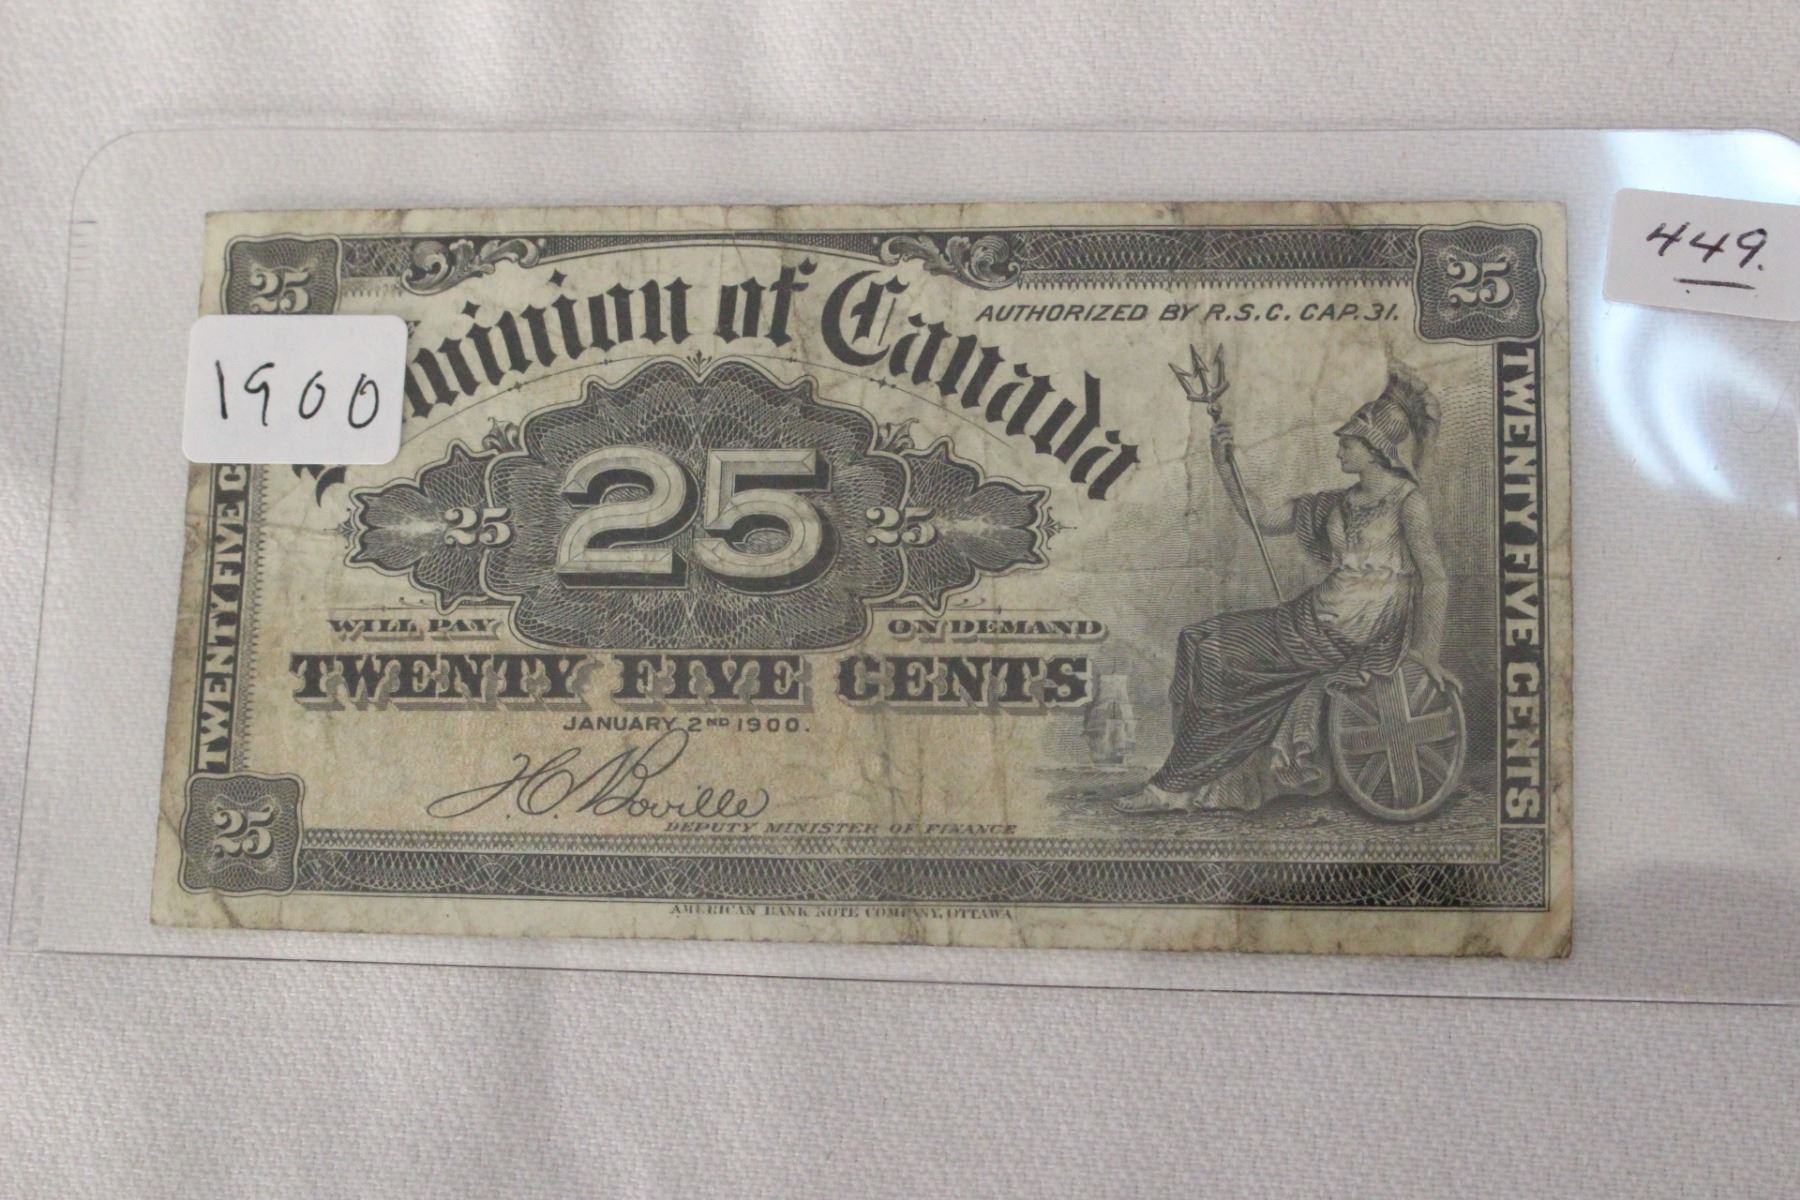 25
25
449.
1900
minion of Canada
AUTHORIZED BY R.S.C. CAP. 31.
25
25
25
WILL PAY
ON DEMAND
TWENTY FIVE CENTS
JANUARY 2ND 1900.
H.C. Boville
DEPUTY MINISTER OF FINANCE
TWENTY FIVE C
TWENTY FIVE CENTS
25
AMERICAN BANK NOTE COMPANY, OTTAWA